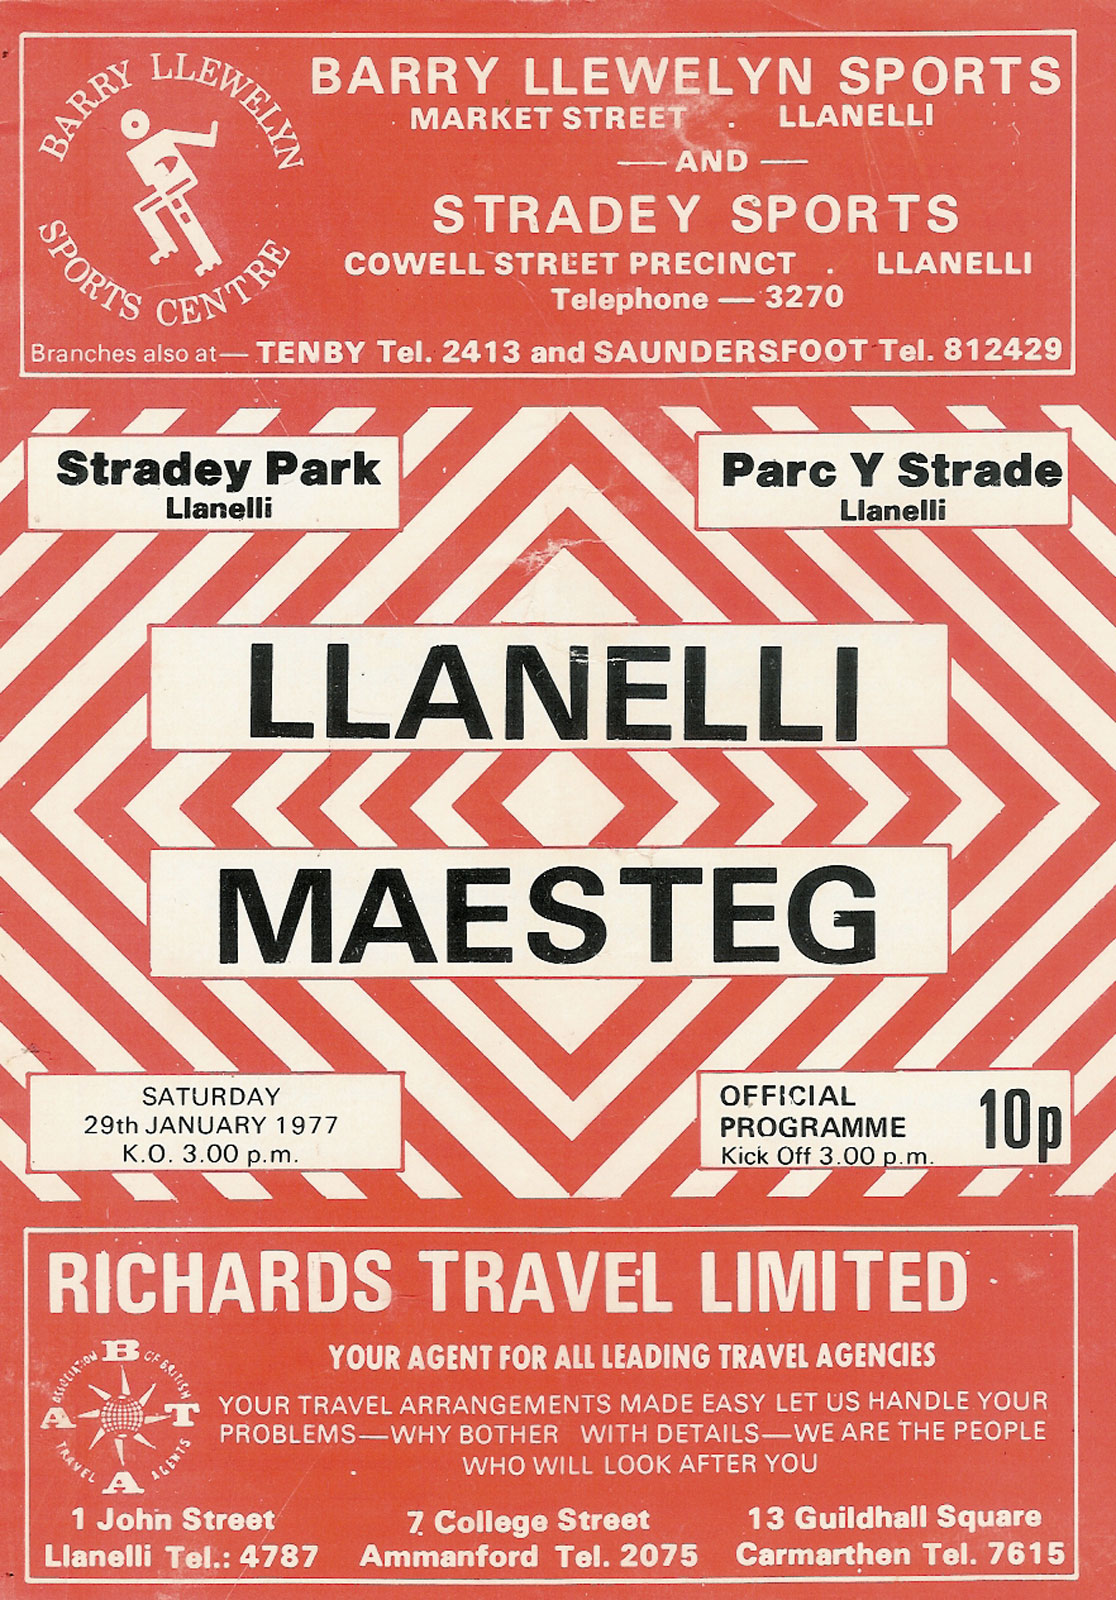 BARRY LLEWELYN
SPORTS CENTRE
BARRY LLEWELYN SPORTS
MARKET STREET . LLANELLI
— AND —
STRADEY SPORTS
COWELL STREET PRECINCT . LLANELLI
Telephone — 3270
Branches also at — TENBY Tel. 2413 and SAUNDERSFOOT Tel. 812429
Stradey Park
Llanelli
Parc Y Strade
Llanelli
LLANELLI
MAESTEG
SATURDAY
29th JANUARY 1977
K.O. 3.00 p.m.
OFFICIAL
PROGRAMME
Kick Off 3.00 p.m.
10p
RICHARDS TRAVEL LIMITED
ABTA
ASSOCIATION OF BRITISH
TRAVEL AGENTS
YOUR AGENT FOR ALL LEADING TRAVEL AGENCIES
YOUR TRAVEL ARRANGEMENTS MADE EASY LET US HANDLE YOUR
PROBLEMS—WHY BOTHER WITH DETAILS—WE ARE THE PEOPLE
WHO WILL LOOK AFTER YOU
1 John Street
Llanelli Tel.: 4787
7 College Street
Ammanford Tel. 2075
13 Guildhall Square
Carmarthen Tel. 7615